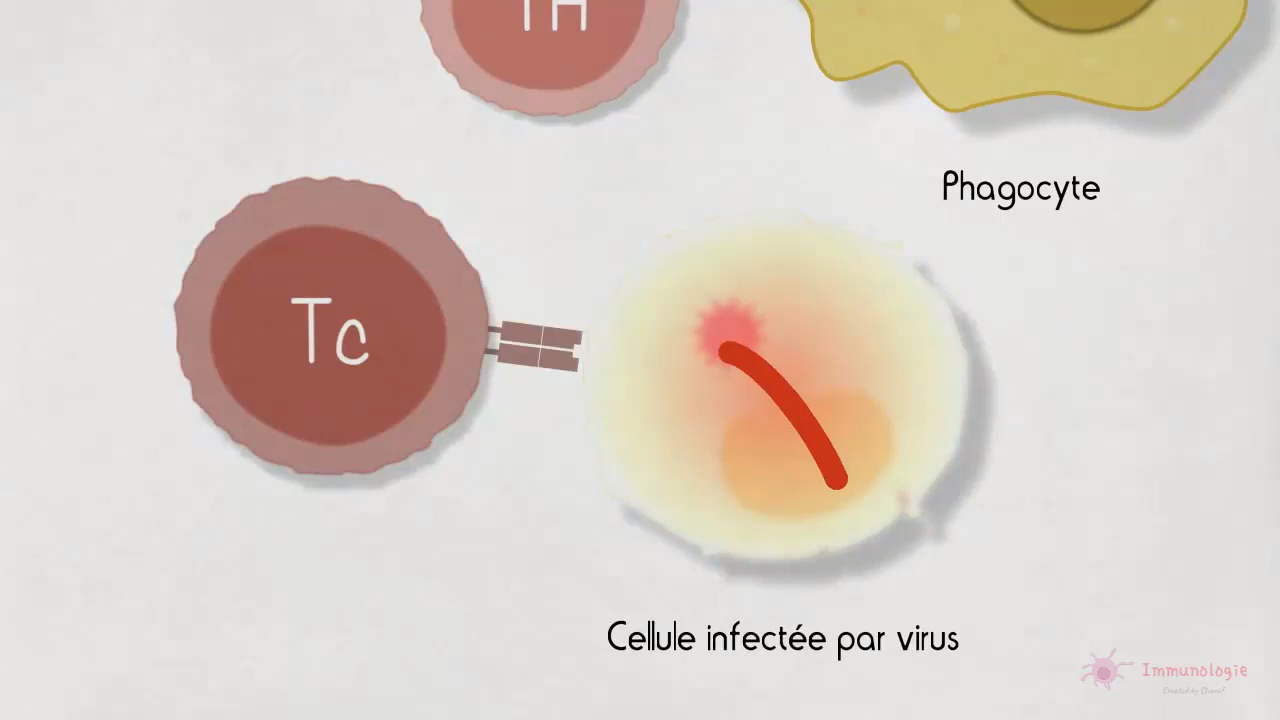 TH
Phagocyte
Tc
Cellule infectée par virus
Immunologie